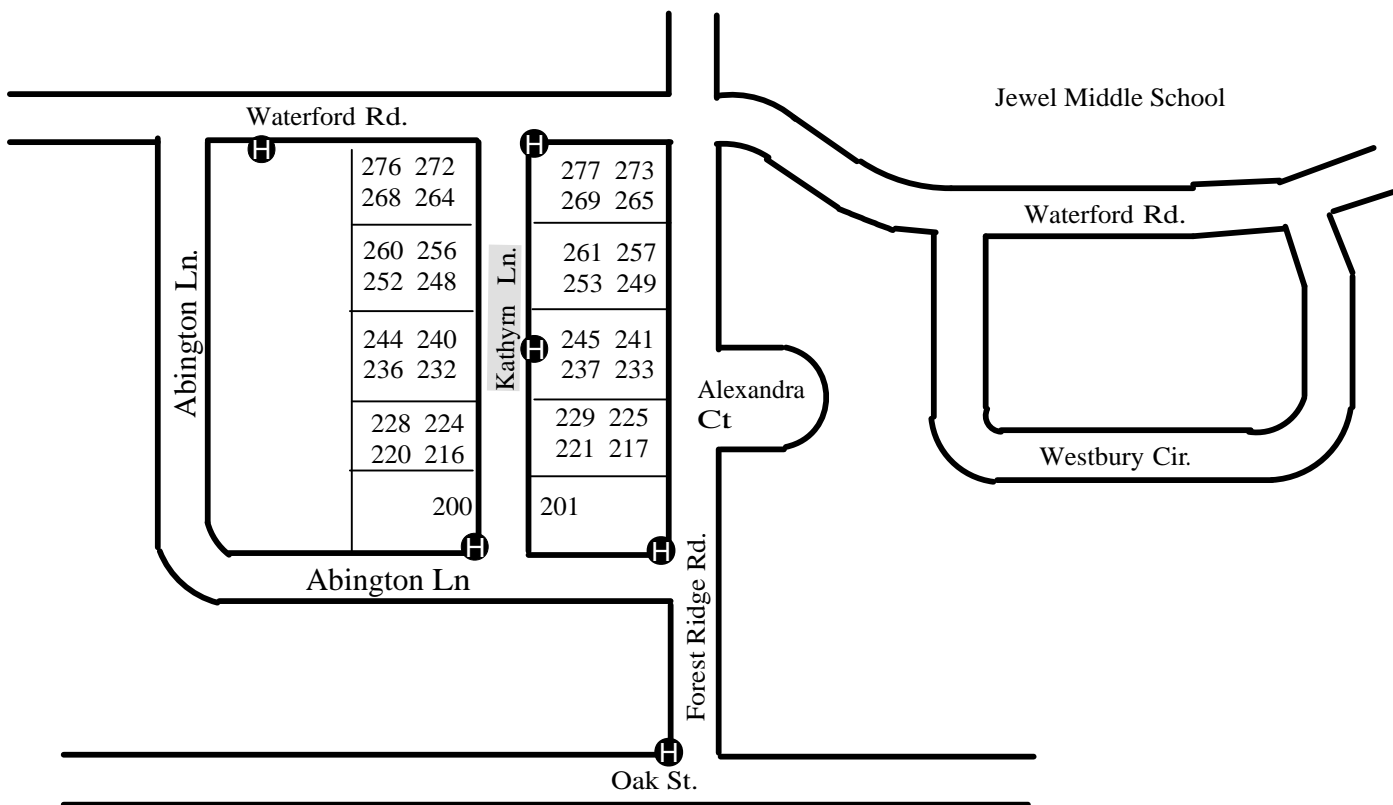 Jewel Middle School
Waterford Rd.
H
H
276 272
268 264
277 273
269 265
Waterford Rd.
260 256
252 248
261 257
253 249
Abington Ln.
Kathyrn Ln.
244 240
236 232
H
245 241
237 233
Alexandra
Ct
228 224
220 216
229 225
221 217
Westbury Cir.
200
201
H
H
Abington Ln
Forest Ridge Rd.
H
Oak St.